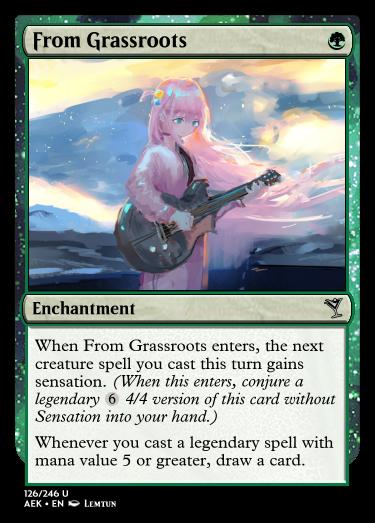 From Grassroots
Enchantment
When From Grassroots enters, the next
creature spell you cast this turn gains
sensation. (When this enters, conjure a
legendary 6 4/4 version of this card without
Sensation into your hand.)
Whenever you cast a legendary spell with
mana value 5 or greater, draw a card.
126/246 U
AEK • EN Lemtun